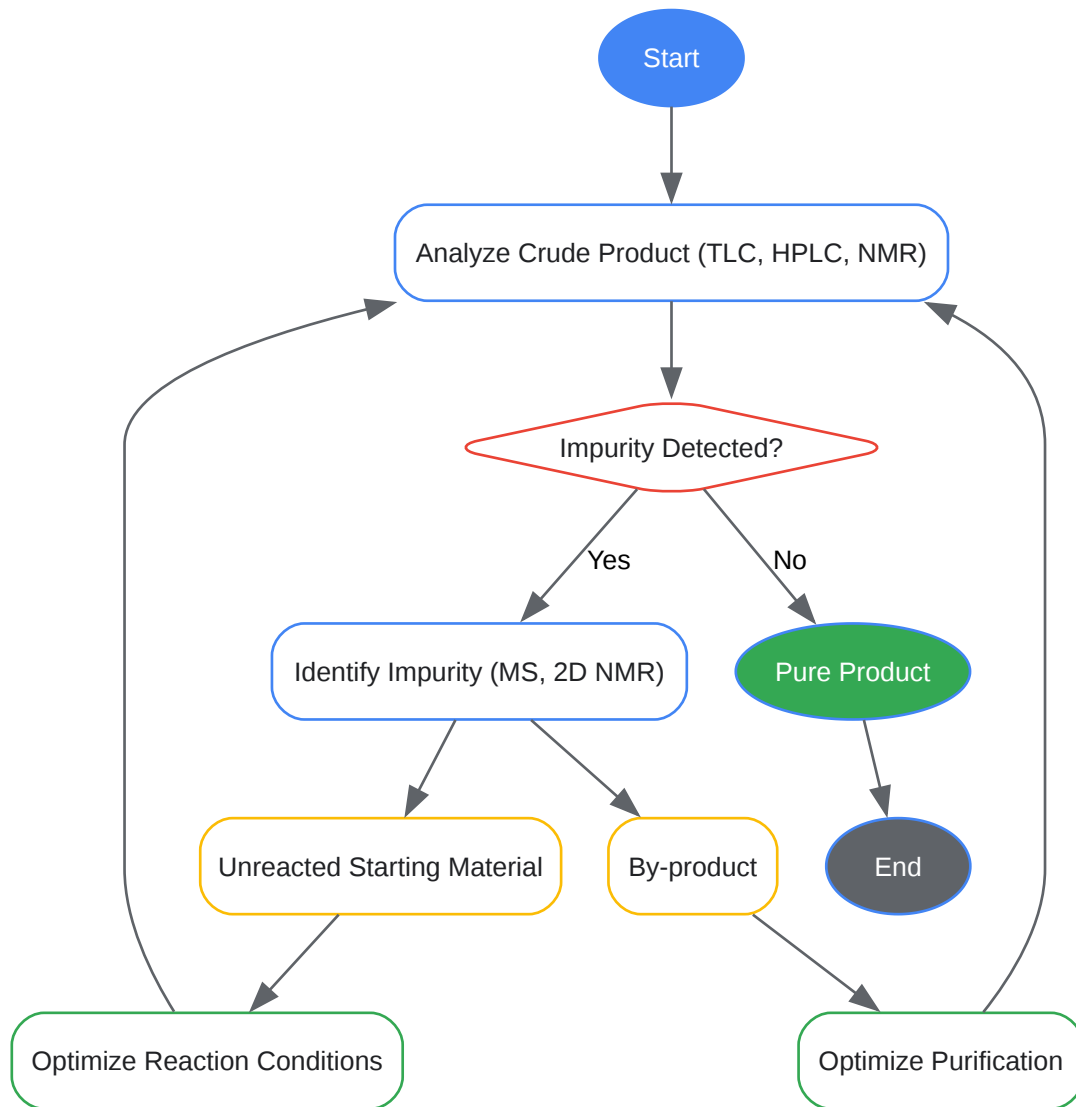 Start
Analyze Crude Product (TLC, HPLC, NMR)
Impurity Detected?
Yes
No
Identify Impurity (MS, 2D NMR)
Pure Product
Unreacted Starting Material
By-product
End
Optimize Reaction Conditions
Optimize Purification